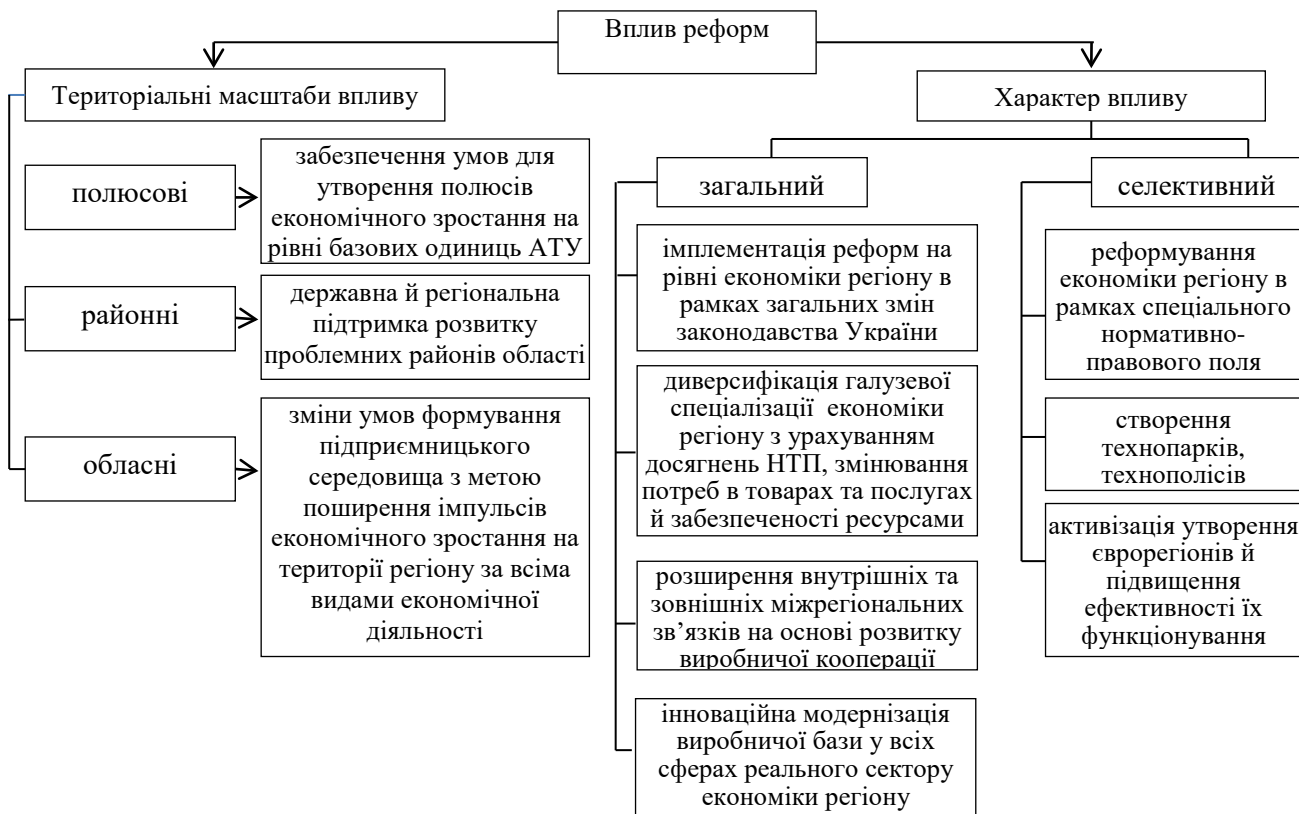 Вплив реформ
Територіальні масштаби впливу
полюсові
забезпечення умов для
утворення полюсів
економічного зростання на
рівні базових одиниць АТУ
районні
державна й регіональна
підтримка розвитку
проблемних районів області
обласні
зміни умов формування
підприємницького
середовища з метою
поширення імпульсів
економічного зростання на
території регіону за всіма
видами економічної
діяльності
Характер впливу
загальний
імплементація реформ на
рівні економіки регіону в
рамках загальних змін
законодавства України
диверсифікація галузевої
спеціалізації економіки
регіону з урахуванням
досягнень НТП, змінювання
потреб в товарах та послугах
й забезпеченості ресурсами
розширення внутрішніх та
зовнішніх міжрегіональних
зв’язків на основі розвитку
виробничої кооперації
інноваційна модернізація
виробничої бази у всіх
сферах реального сектору
економіки регіону
селективний
реформування
економіки регіону в
рамках спеціального
нормативно-
правового поля
створення
технопарків,
технополісів
активізація утворення
єврорегіонів й
підвищення
ефективності їх
функціонування